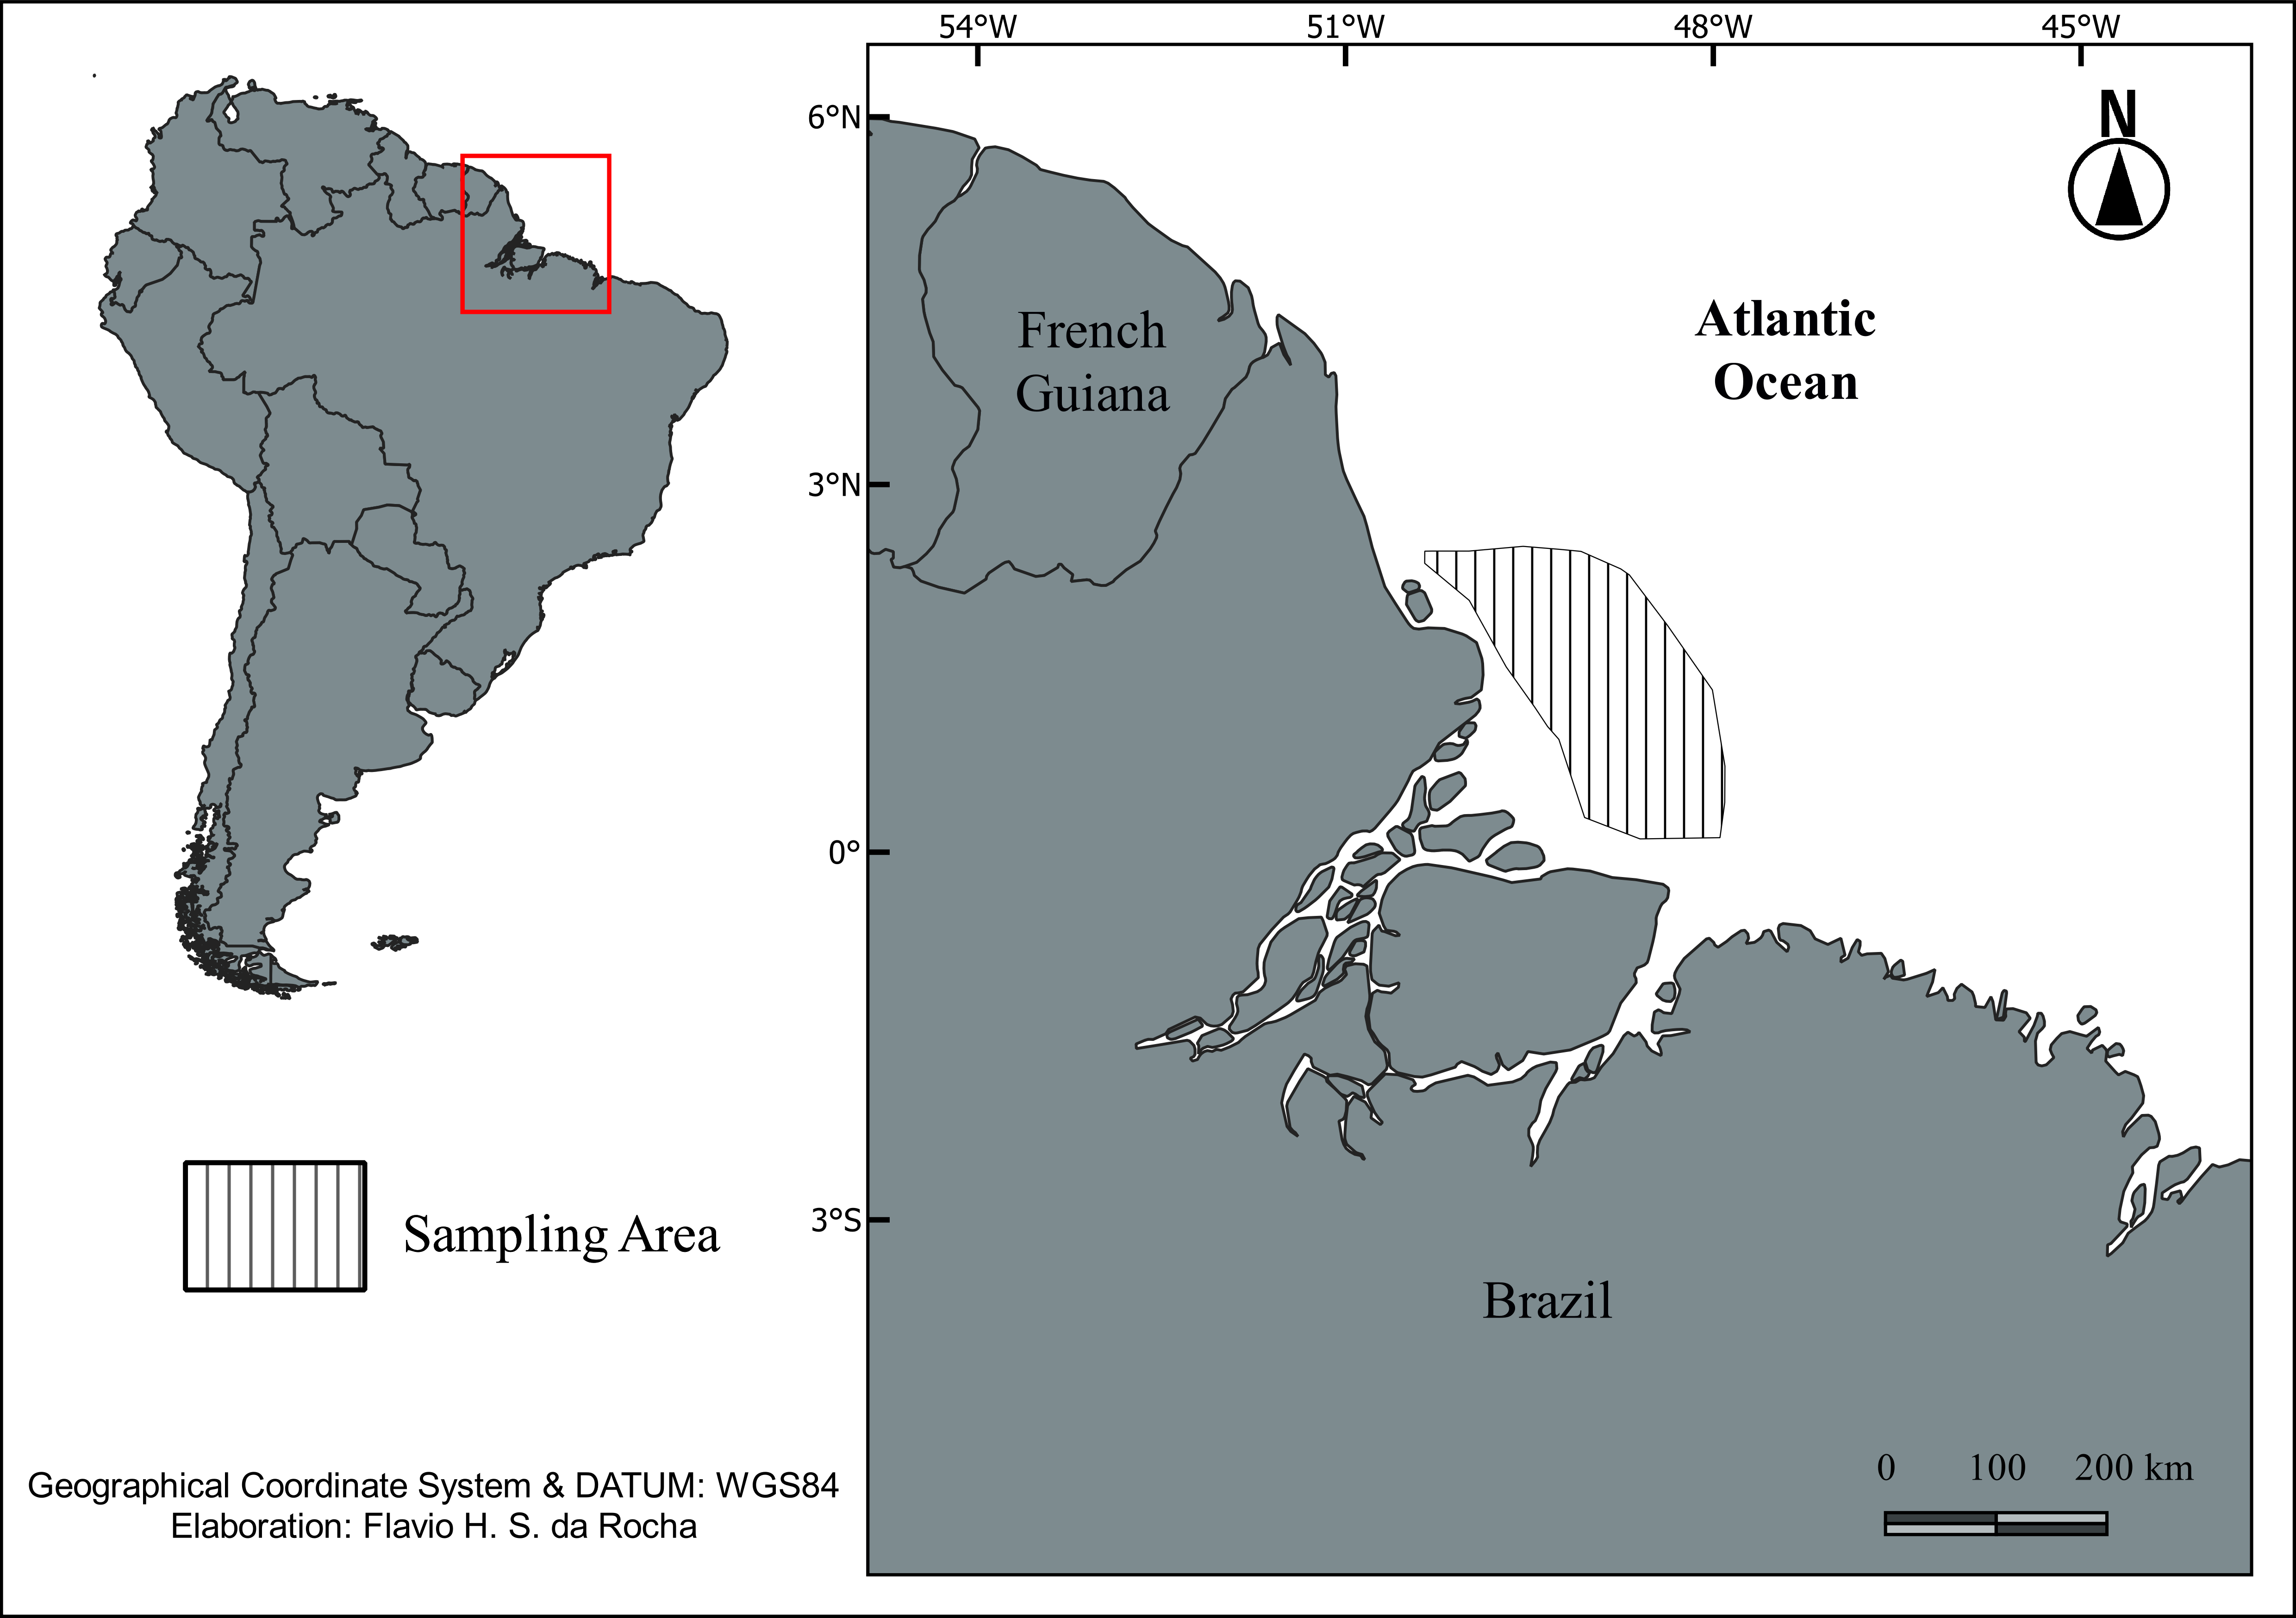 54°W 51°W 48°W 45°W
6°N
N
Atlantic
Ocean
French
Guiana
3°N
0°
3°S
Sampling Area
Brazil
0 100 200 km
Geographical Coordinate System & DATUM: WGS84
Elaboration: Flavio H. S. da Rocha